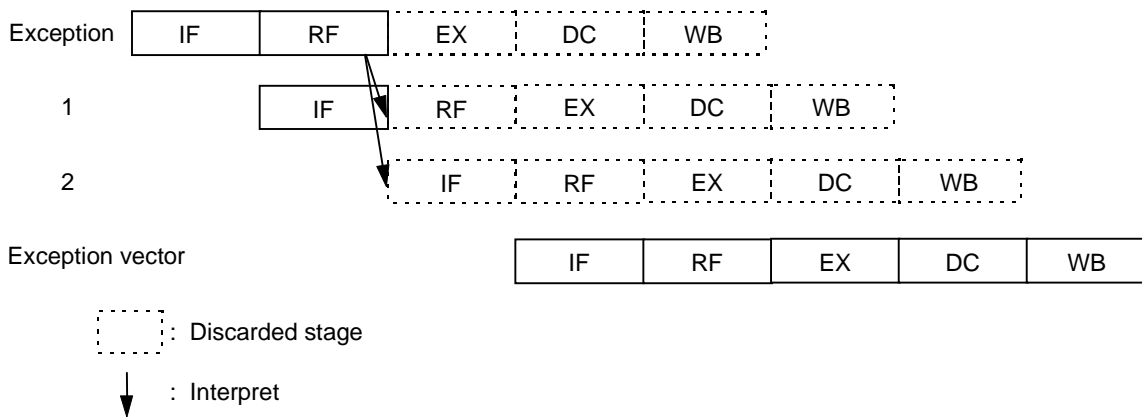 Exception IF RF EX DC WB
1 IF RF EX DC WB
2 IF RF EX DC WB
Exception vector IF RF EX DC WB
: Discarded stage
: Interpret